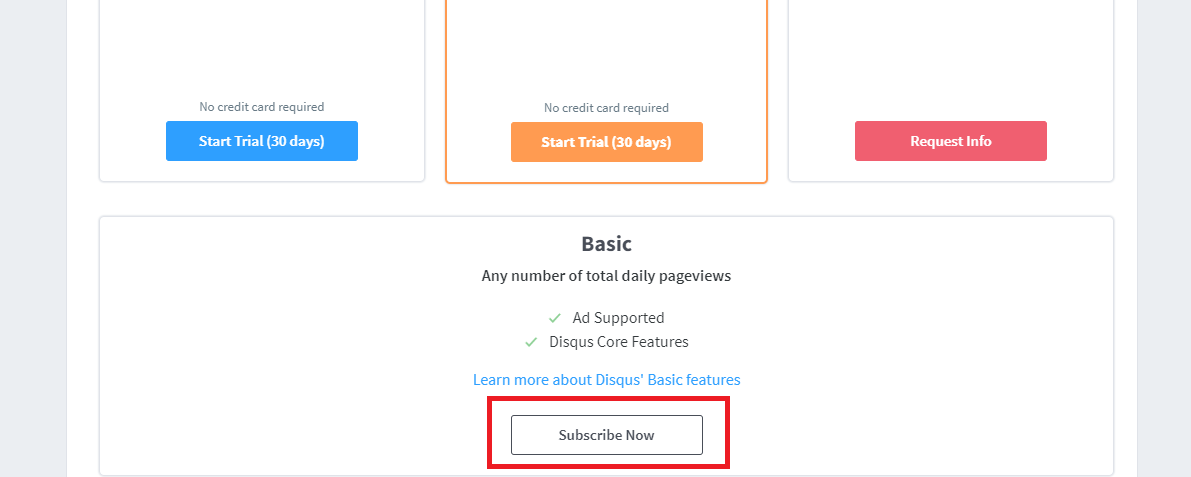 No credit card required
Start Trial (30 days)
No credit card required
Start Trial (30 days)
Request Info
Basic
Any number of total daily pageviews
Ad Supported
Disqus Core Features
Learn more about Disqus' Basic features
Subscribe Now